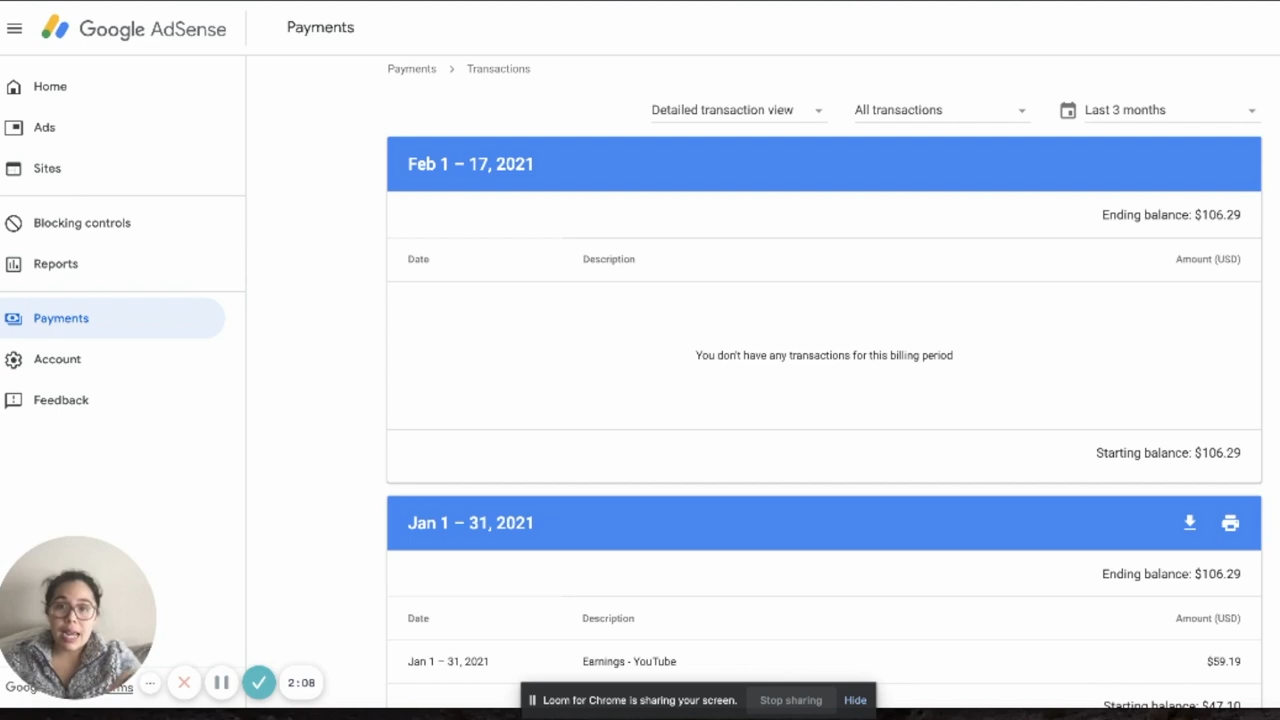 Google AdSense
Payments
Payments > Transactions
Home
Ads
Sites
Blocking controls
Reports
Payments
Account
Feedback
Detailed transaction view
All transactions
Last 3 months
Feb 1 – 17, 2021
Ending balance: $106.29
Date Description Amount (USD)
You don't have any transactions for this billing period
Starting balance: $106.29
Jan 1 – 31, 2021
Ending balance: $106.29
Date Description Amount (USD)
Jan 1 – 31, 2021 Earnings - YouTube $59.19
Starting balance: $47.10
2:08
Loom for Chrome is sharing your screen. Stop sharing Hide